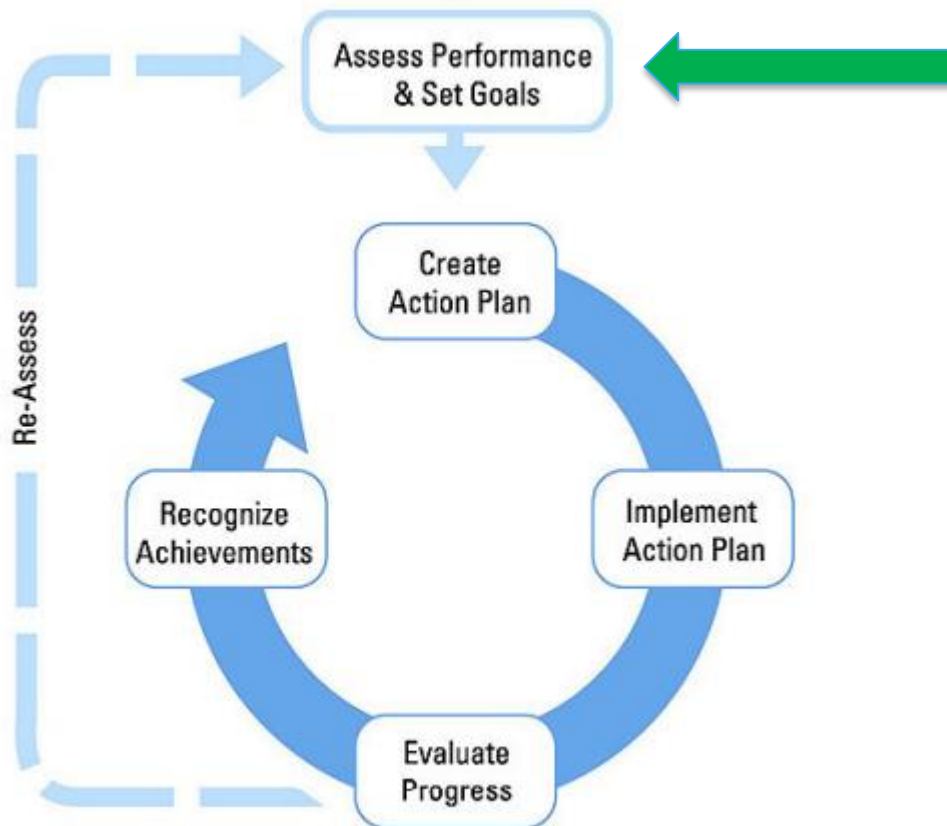 Assess Performance
& Set Goals
Create
Action Plan
Re-Assess
Recognize
Achievements
Implement
Action Plan
Evaluate
Progress